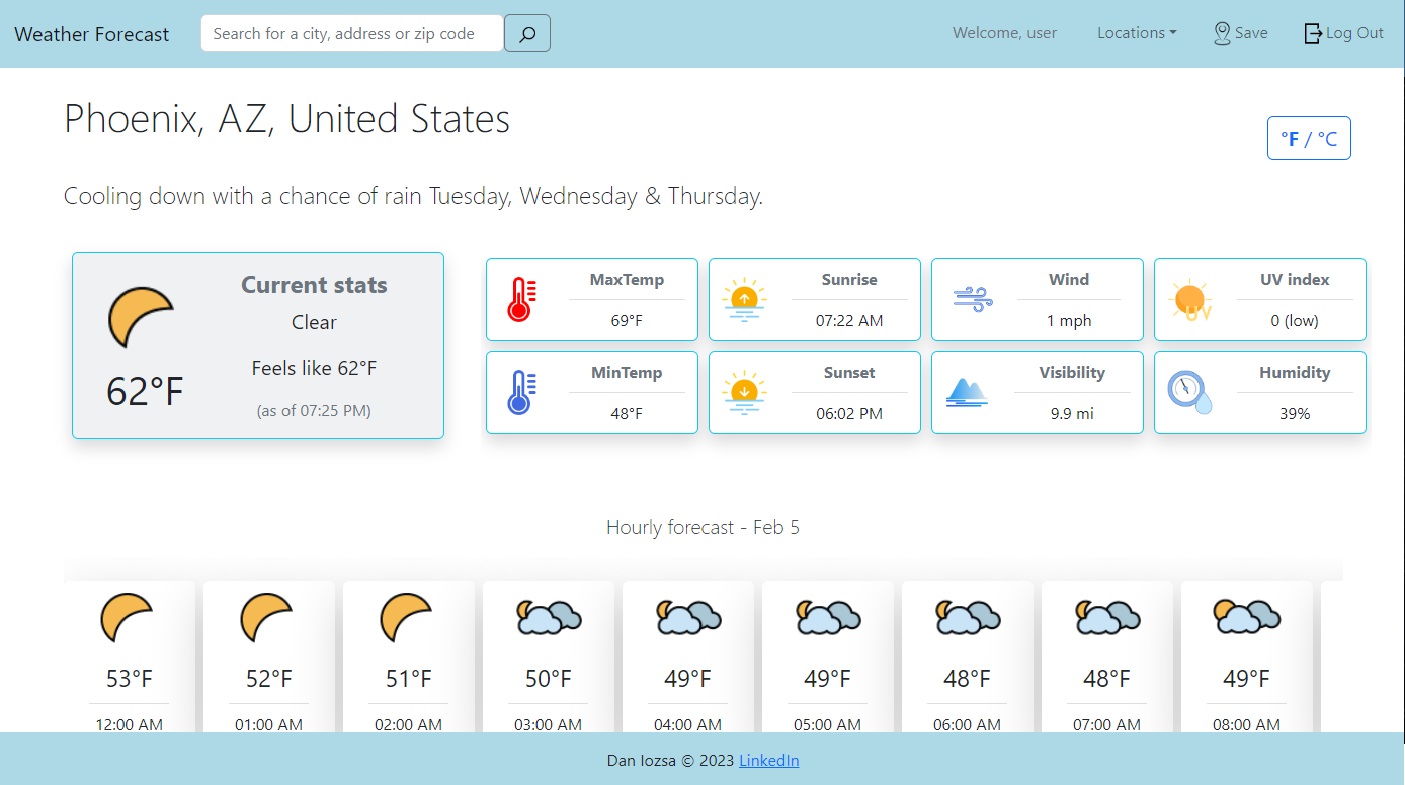 Weather Forecast
Search for a city, address or zip code
Welcome, user
Locations
Save
Log Out
Phoenix, AZ, United States
°F / °C
Cooling down with a chance of rain Tuesday, Wednesday & Thursday.
Current stats
Clear
Feels like 62°F
62°F
(as of 07:25 PM)
MaxTemp
69°F
Sunrise
07:22 AM
Wind
1 mph
UV index
UV
0 (low)
MinTemp
48°F
Sunset
06:02 PM
Visibility
9.9 mi
Humidity
39%
Hourly forecast - Feb 5
53°F
12:00 AM
52°F
01:00 AM
51°F
02:00 AM
50°F
03:00 AM
49°F
04:00 AM
49°F
05:00 AM
48°F
06:00 AM
48°F
07:00 AM
49°F
08:00 AM
Dan Iozsa © 2023 LinkedIn